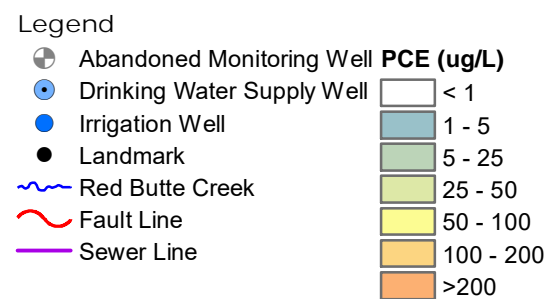 Legend
Abandoned Monitoring Well
Drinking Water Supply Well
Irrigation Well
Landmark
Red Butte Creek
Fault Line
Sewer Line
PCE (ug/L)
< 1
1 - 5
5 - 25
25 - 50
50 - 100
100 - 200
>200